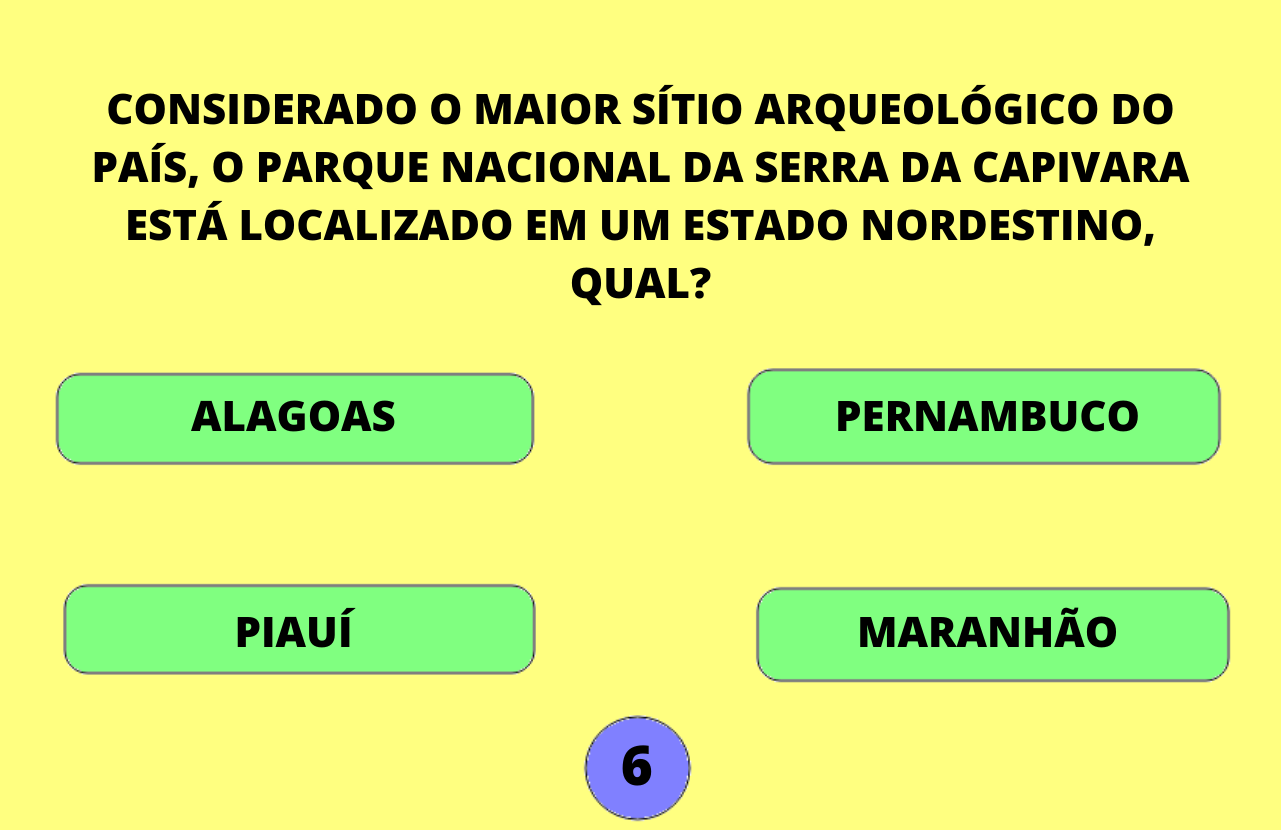 CONSIDERADO O MAIOR SÍTIO ARQUEOLÓGICO DO
PAÍS, O PARQUE NACIONAL DA SERRA DA CAPIVARA
ESTÁ LOCALIZADO EM UM ESTADO NORDESTINO,
QUAL?
ALAGOAS
PERNAMBUCO
PIAUÍ
MARANHÃO
6